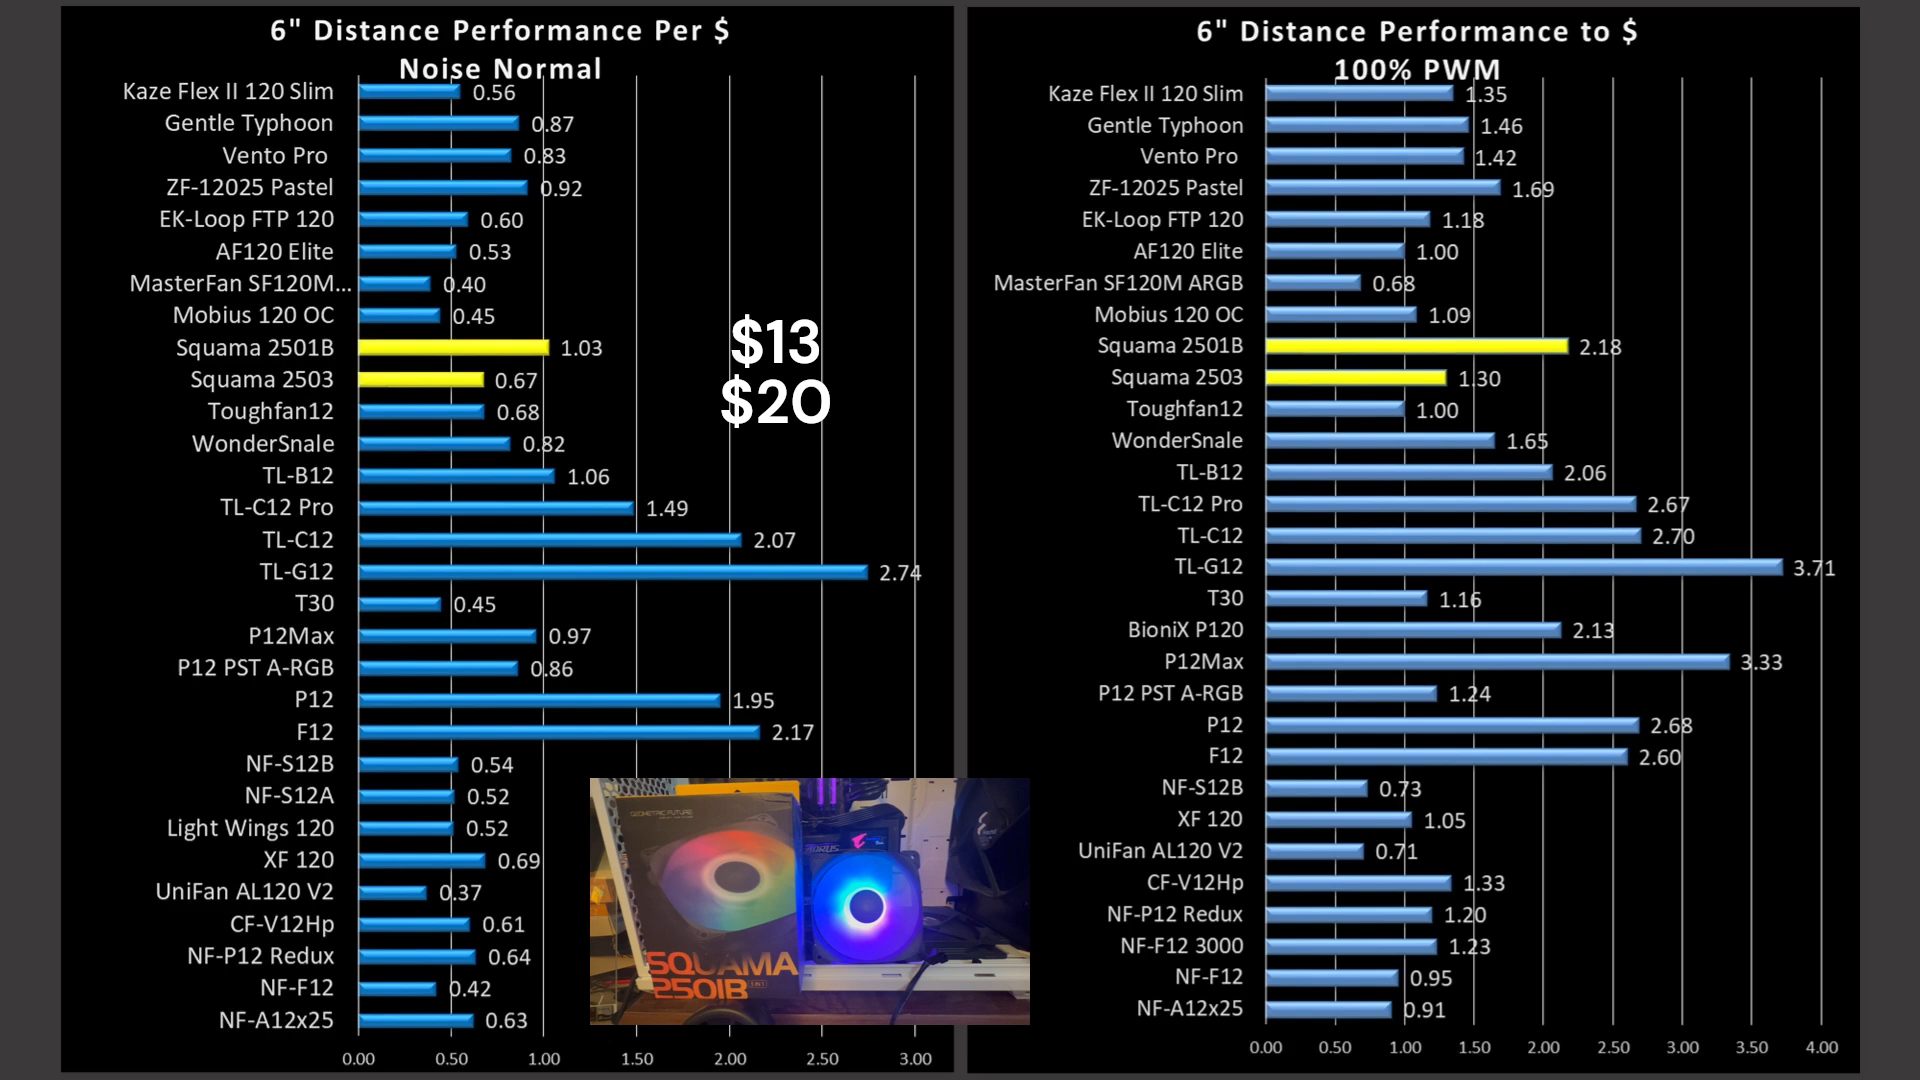 6" Distance Performance Per $
Noise Normal
Kaze Flex II 120 Slim 0.56
Gentle Typhoon 0.87
Vento Pro 0.83
ZF-12025 Pastel 0.92
EK-Loop FTP 120 0.60
AF120 Elite 0.53
MasterFan SF120M... 0.40
Mobius 120 OC 0.45
Squama 2501B 1.03
Squama 2503 0.67
Toughfan12 0.68
WonderSnale 0.82
TL-B12 1.06
TL-C12 Pro 1.49
TL-C12 2.07
TL-G12 2.74
T30 0.45
P12Max 0.97
P12 PST A-RGB 0.86
P12 1.95
F12 2.17
NF-S12B 0.54
NF-S12A 0.52
Light Wings 120 0.52
XF 120 0.69
UniFan AL120 V2 0.37
CF-V12Hp 0.61
NF-P12 Redux 0.64
NF-F12 0.42
NF-A12x25 0.63
0.00 0.50 1.00 1.50 2.00 2.50 3.00
$13
$20
GEOMETRIC FUTURE
SQUAMA
2501B
AORUS
6" Distance Performance to $
100% PWM
Kaze Flex II 120 Slim 1.35
Gentle Typhoon 1.46
Vento Pro 1.42
ZF-12025 Pastel 1.69
EK-Loop FTP 120 1.18
AF120 Elite 1.00
MasterFan SF120M ARGB 0.68
Mobius 120 OC 1.09
Squama 2501B 2.18
Squama 2503 1.30
Toughfan12 1.00
WonderSnale 1.65
TL-B12 2.06
TL-C12 Pro 2.67
TL-C12 2.70
TL-G12 3.71
T30 1.16
BioniX P120 2.13
P12Max 3.33
P12 PST A-RGB 1.24
P12 2.68
F12 2.60
NF-S12B 0.73
XF 120 1.05
UniFan AL120 V2 0.71
CF-V12Hp 1.33
NF-P12 Redux 1.20
NF-F12 3000 1.23
NF-F12 0.95
NF-A12x25 0.91
0.00 0.50 1.00 1.50 2.00 2.50 3.00 3.50 4.00